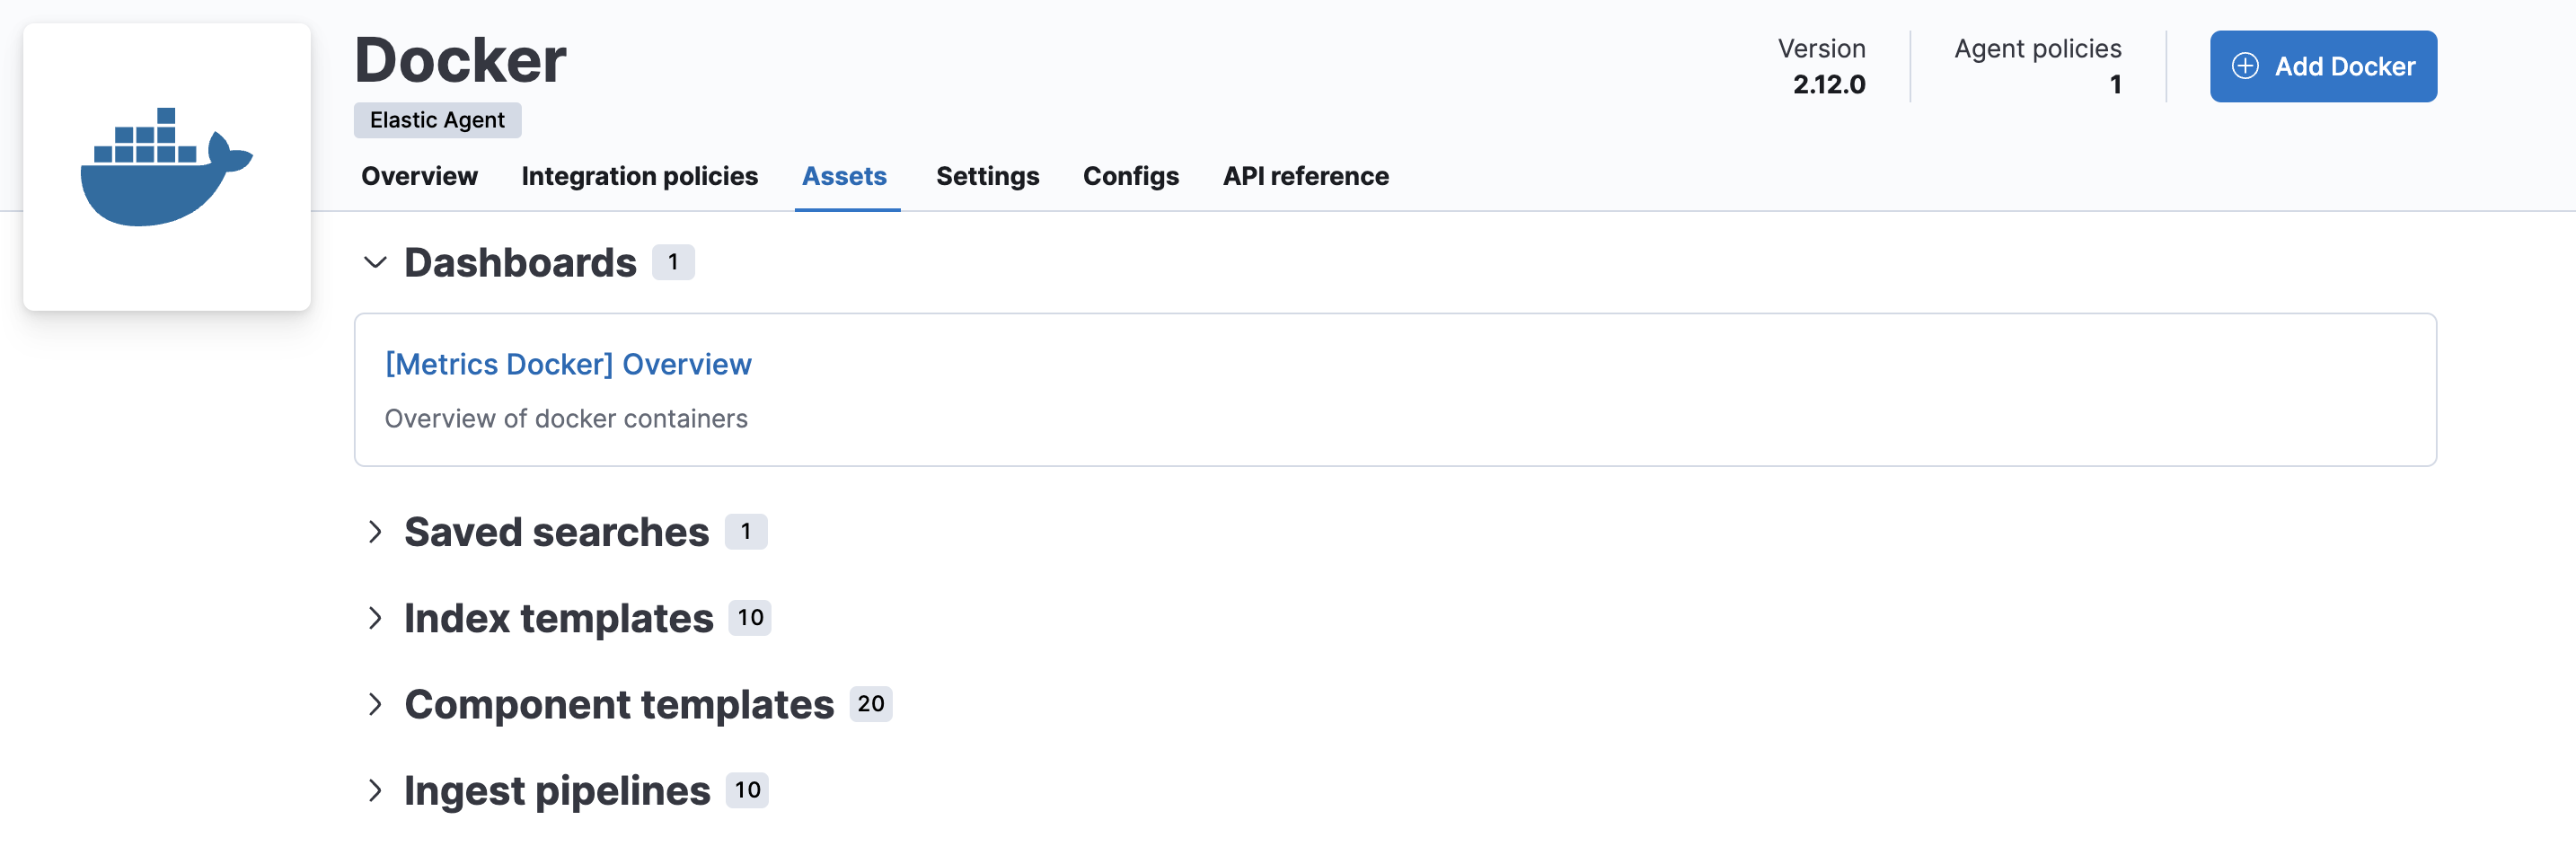 Docker
Version
2.12.0
Agent policies
1
Add Docker
Elastic Agent
Overview Integration policies Assets Settings Configs API reference
Dashboards 1
[Metrics Docker] Overview
Overview of docker containers
Saved searches 1
Index templates 10
Component templates 20
Ingest pipelines 10